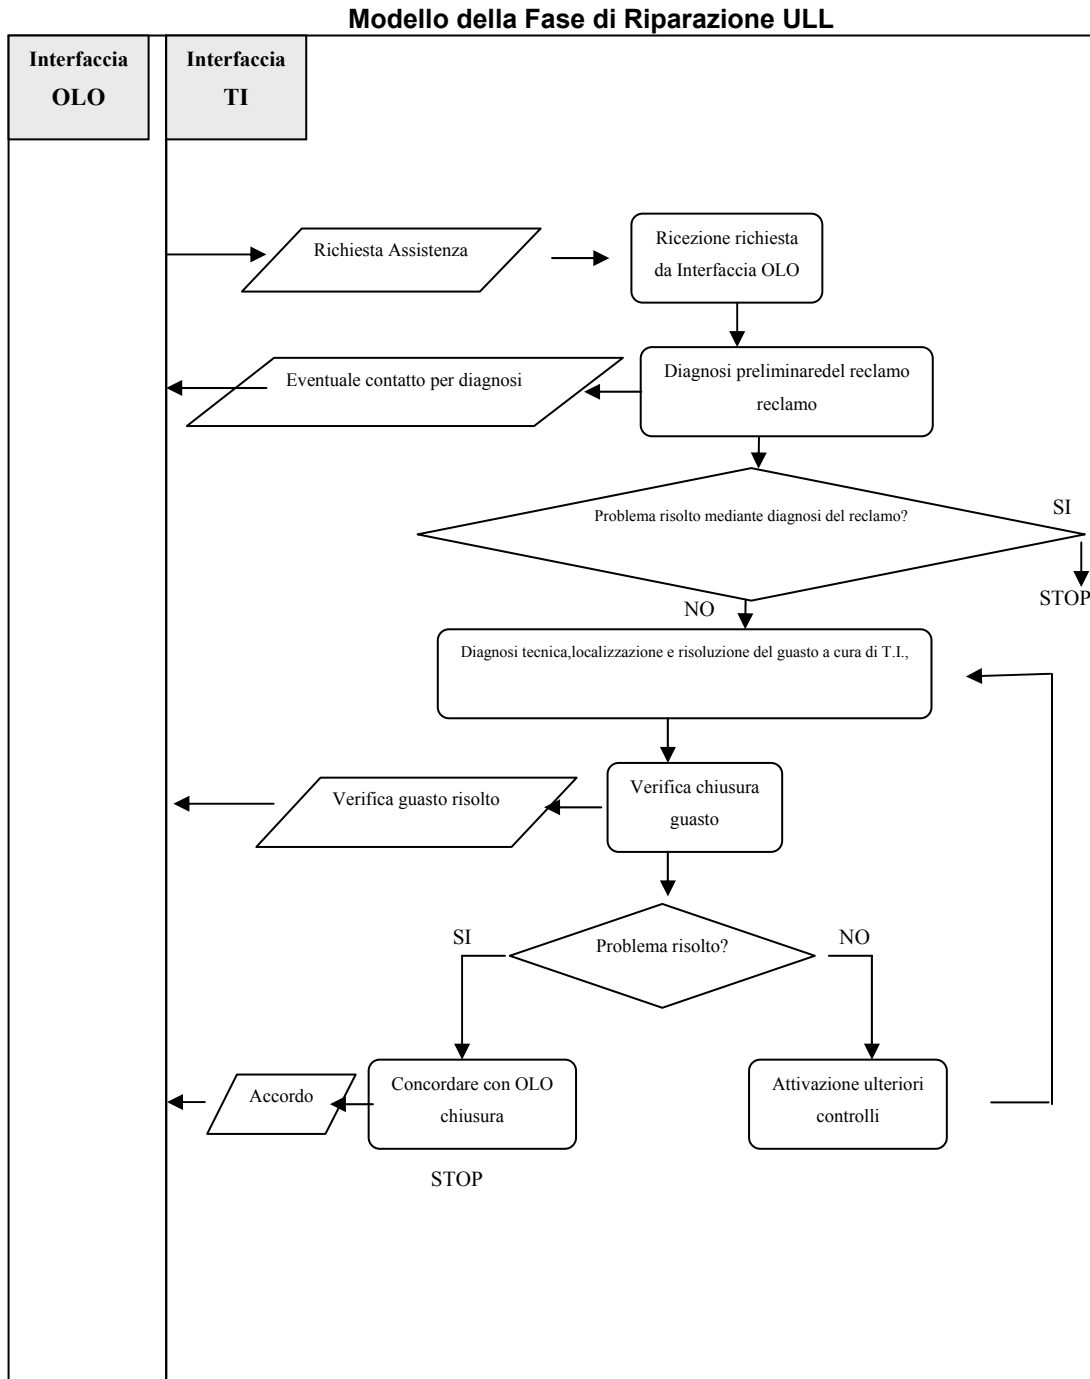 Modello della Fase di Riparazione ULL
Interfaccia
OLO
Interfaccia
TI
Richiesta Assistenza
Ricezione richiesta
da Interfaccia OLO
Eventuale contatto per diagnosi
Diagnosi preliminaredel reclamo
reclamo
Problema risolto mediante diagnosi del reclamo?
SI
STOP
NO
Diagnosi tecnica,localizzazione e risoluzione del guasto a cura di T.I.,
Verifica guasto risolto
Verifica chiusura
guasto
SI
Problema risolto?
NO
Accordo
Concordare con OLO
chiusura
Attivazione ulteriori
controlli
STOP